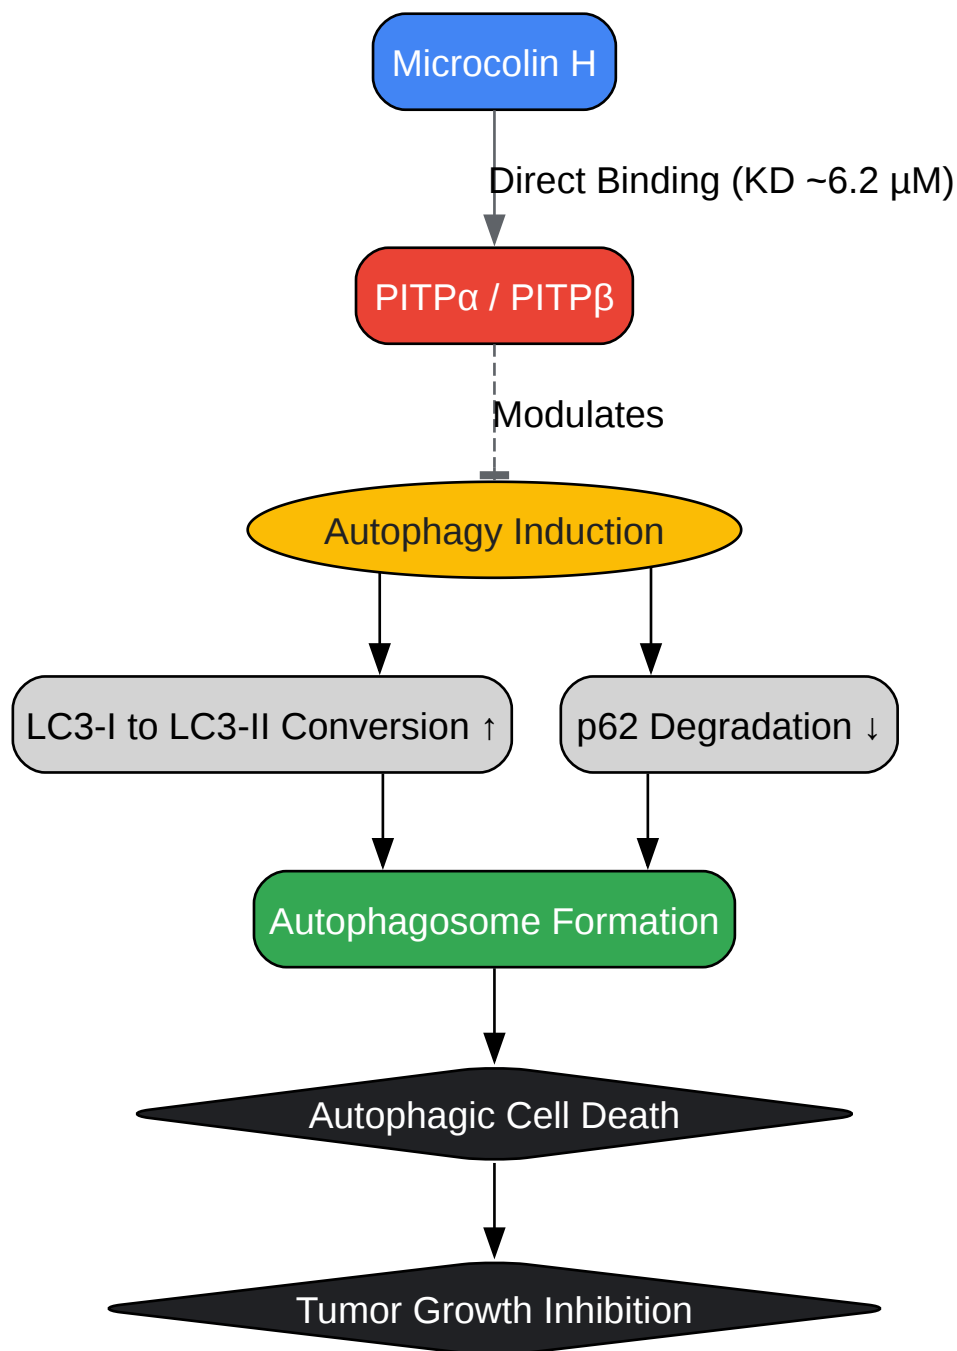 Microcolin H
Direct Binding (KD ~6.2 µM)
PITPα / PITPβ
Modulates
Autophagy Induction
LC3-I to LC3-II Conversion ↑
p62 Degradation ↓
Autophagosome Formation
Autophagic Cell Death
Tumor Growth Inhibition